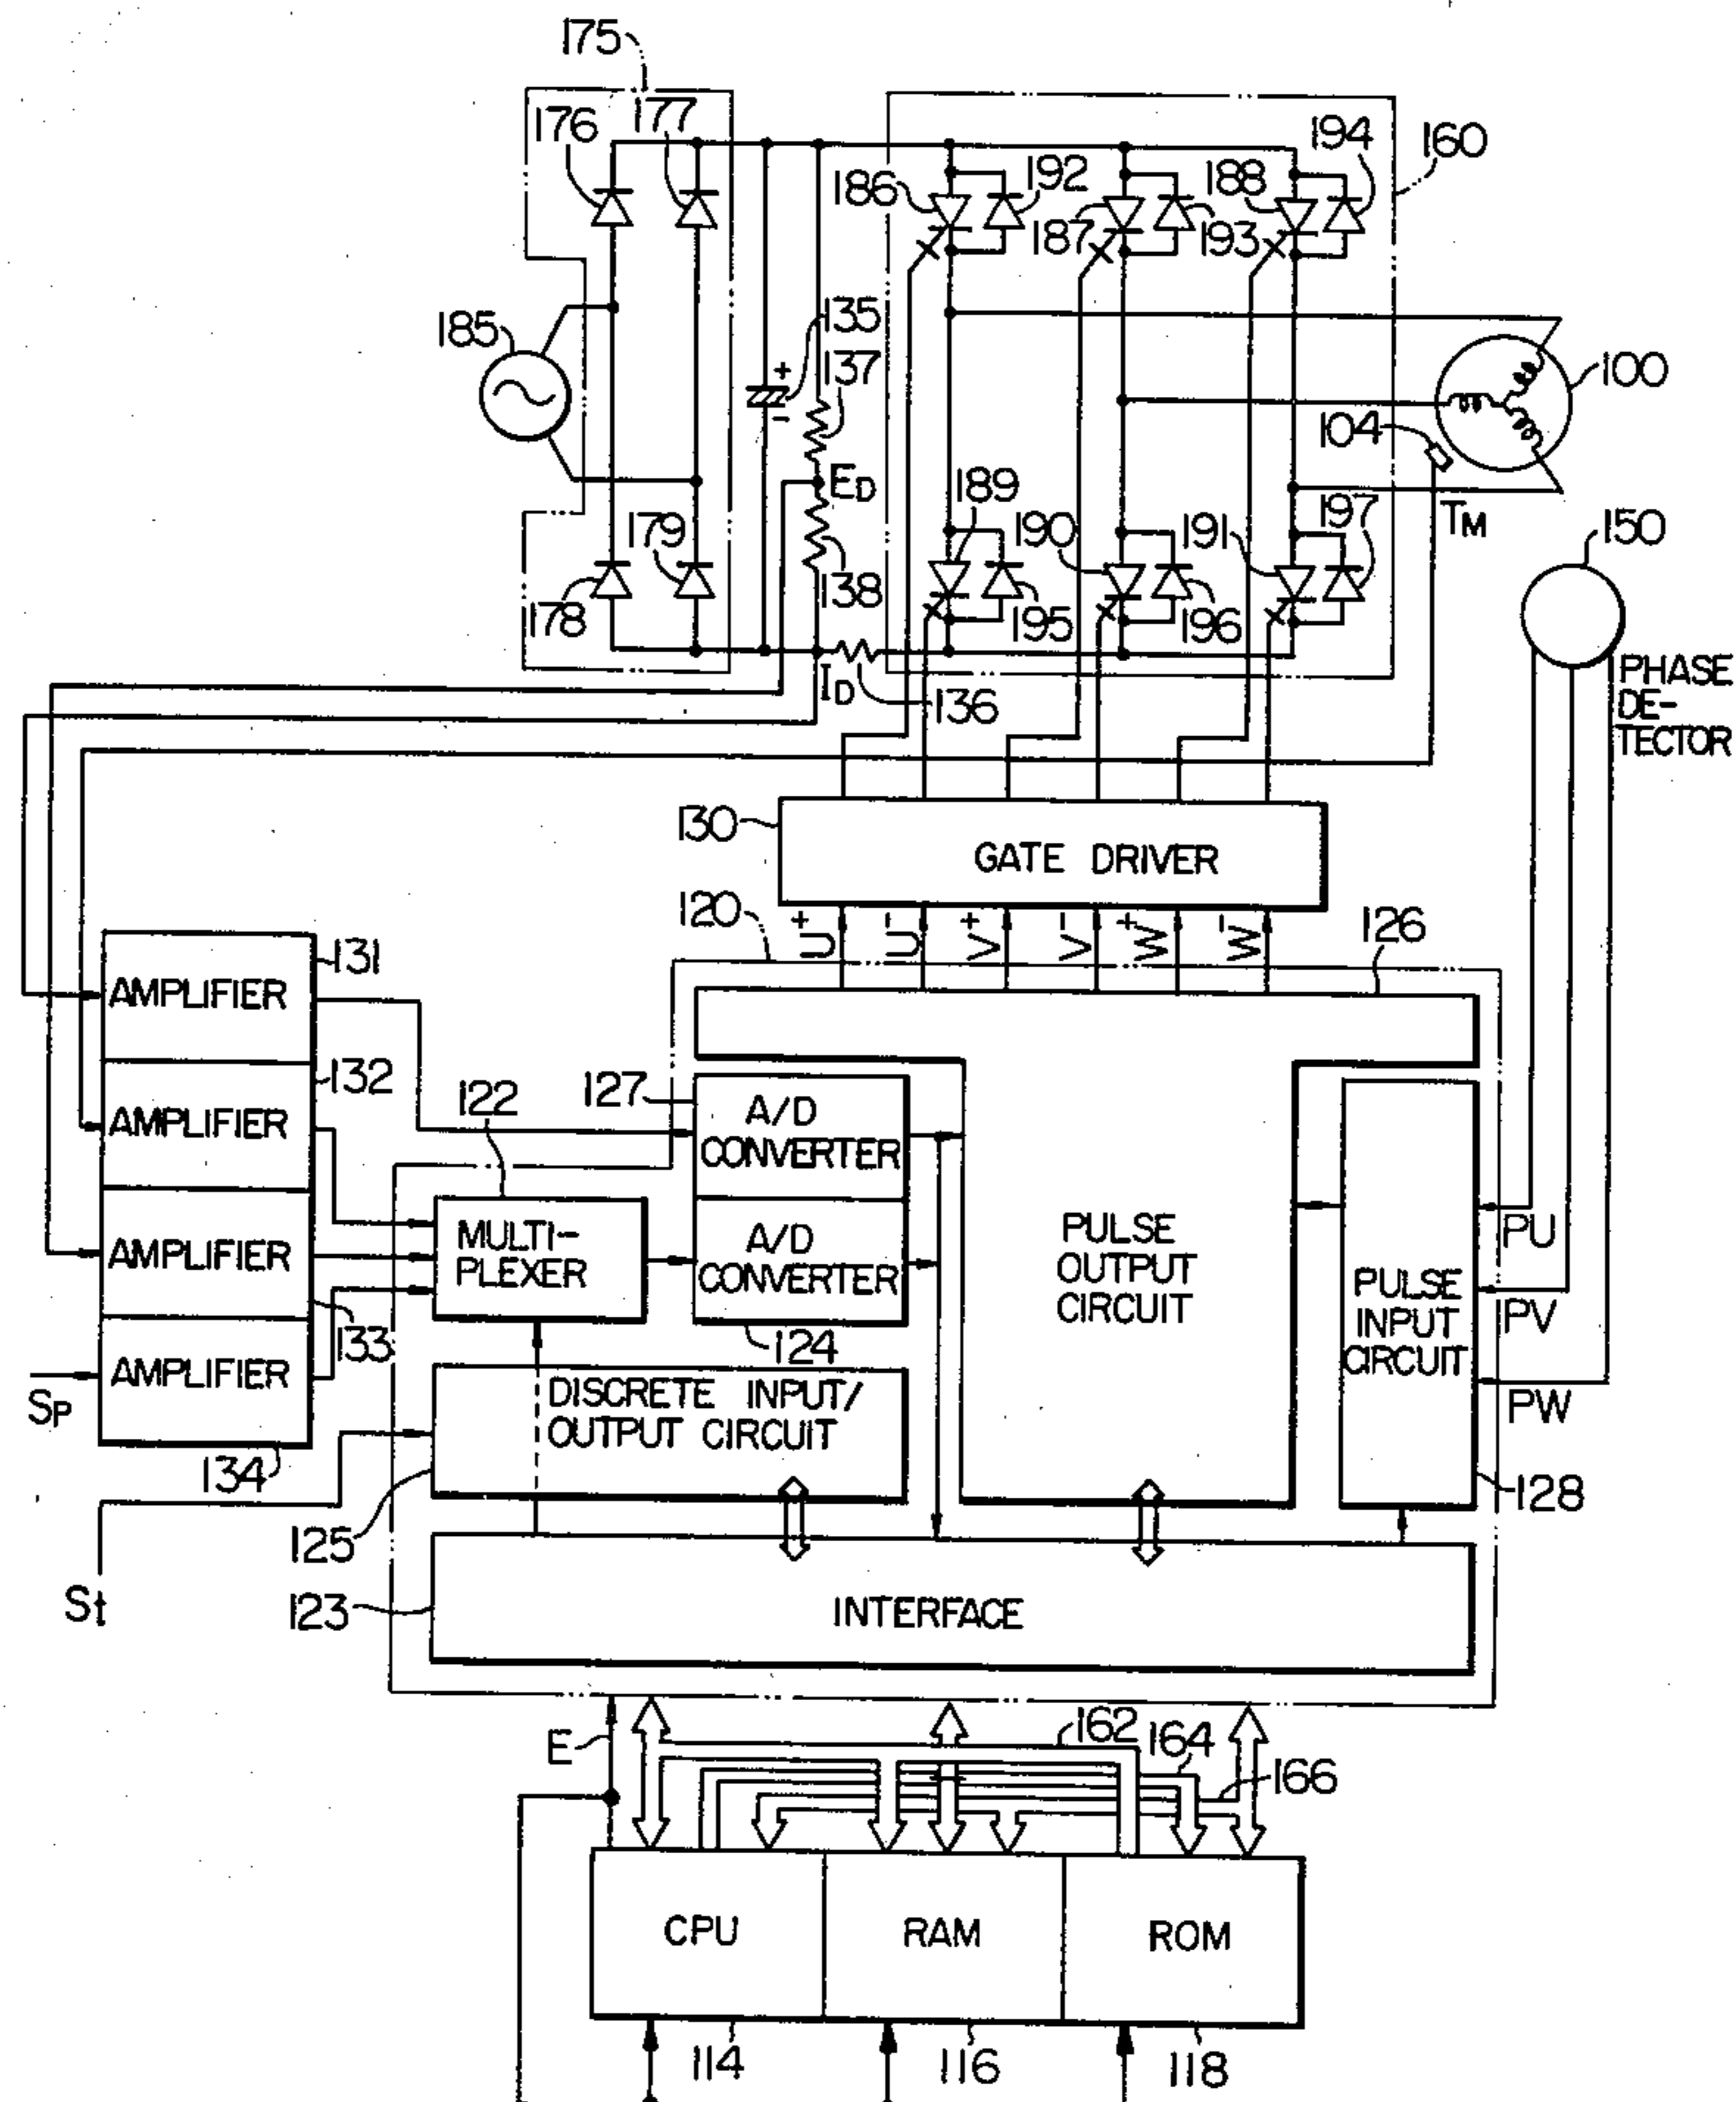 175
176 177
186 192 188 194 160
187 193
185
+ 135
- 137
100
104
ED 189
TM
179 190 191 197 150
178 138 195 196
ID 136
PHASE
DE-
TECTOR
130
GATE DRIVER
120
+U -U +V -V +W -W
126
AMPLIFIER 131
AMPLIFIER 132
AMPLIFIER 133
AMPLIFIER 134
SP
St
122
MULTI-
PLEXER
127
A/D
CONVERTER
A/D
CONVERTER
124
PULSE
OUTPUT
CIRCUIT
PULSE
INPUT
CIRCUIT
PU
PV
PW
128
DISCRETE INPUT/
OUTPUT CIRCUIT
125
123
INTERFACE
E
162
164
166
CPU RAM ROM
114 116 118